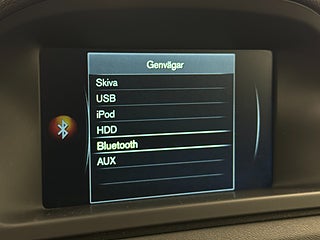 Genvägar
Skiva
USB
iPod
HDD
Bluetooth
AUX